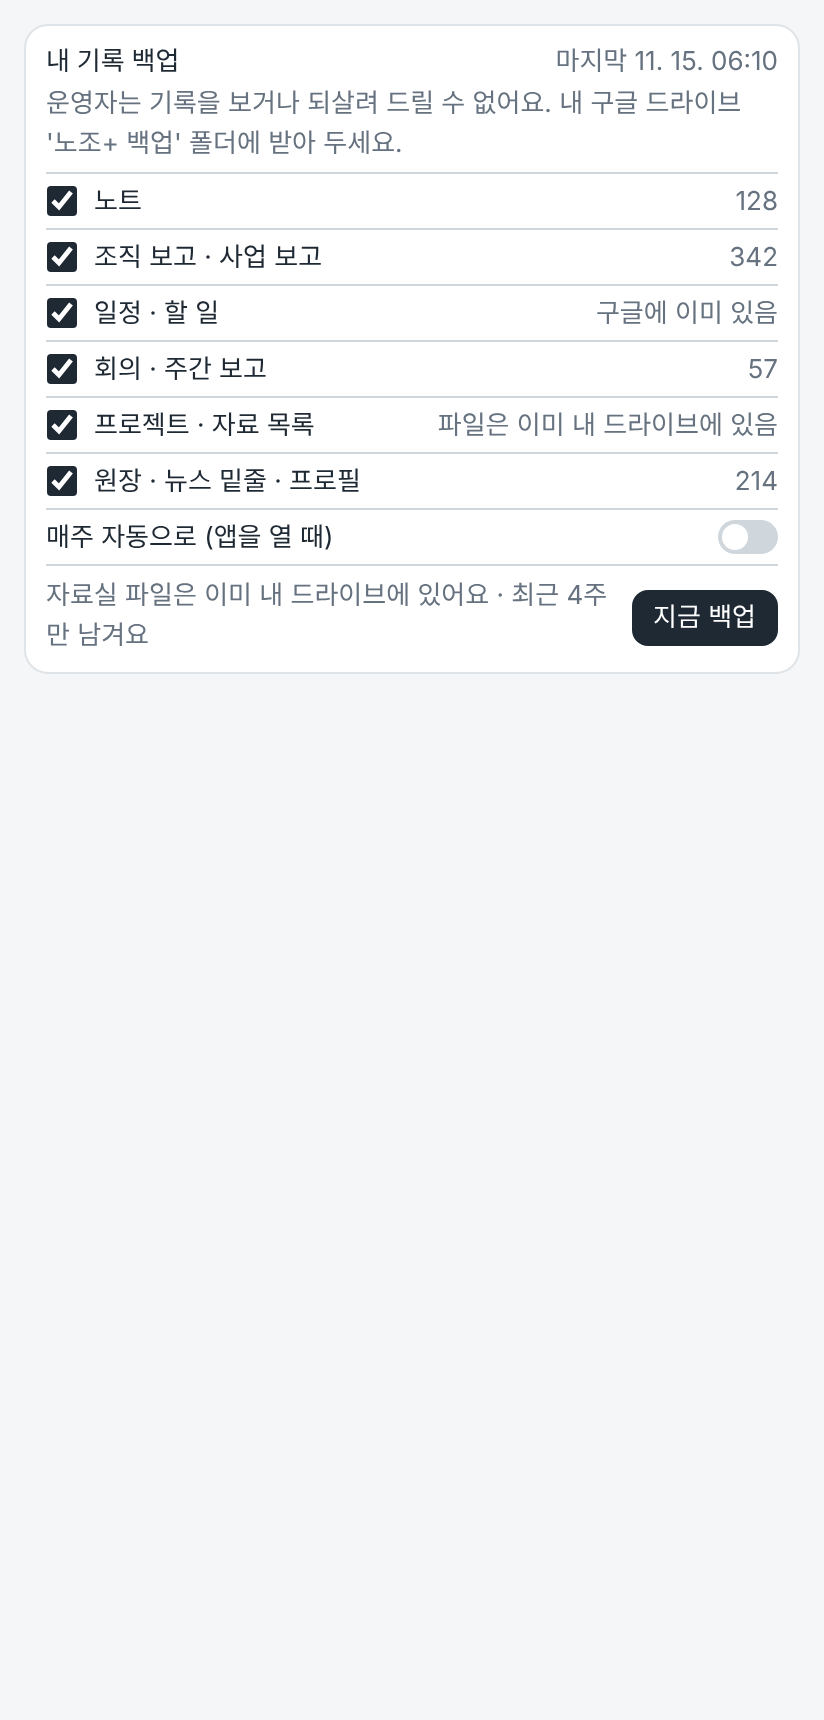 내 기록 백업 마지막 11. 15. 06:10
운영자는 기록을 보거나 되살려 드릴 수 없어요. 내 구글 드라이브
'노조+ 백업' 폴더에 받아 두세요.
노트 128
조직 보고 · 사업 보고 342
일정 · 할 일 구글에 이미 있음
회의 · 주간 보고 57
프로젝트 · 자료 목록 파일은 이미 내 드라이브에 있음
원장 · 뉴스 밑줄 · 프로필 214
매주 자동으로 (앱을 열 때)
자료실 파일은 이미 내 드라이브에 있어요 · 최근 4주
만 남겨요
지금 백업